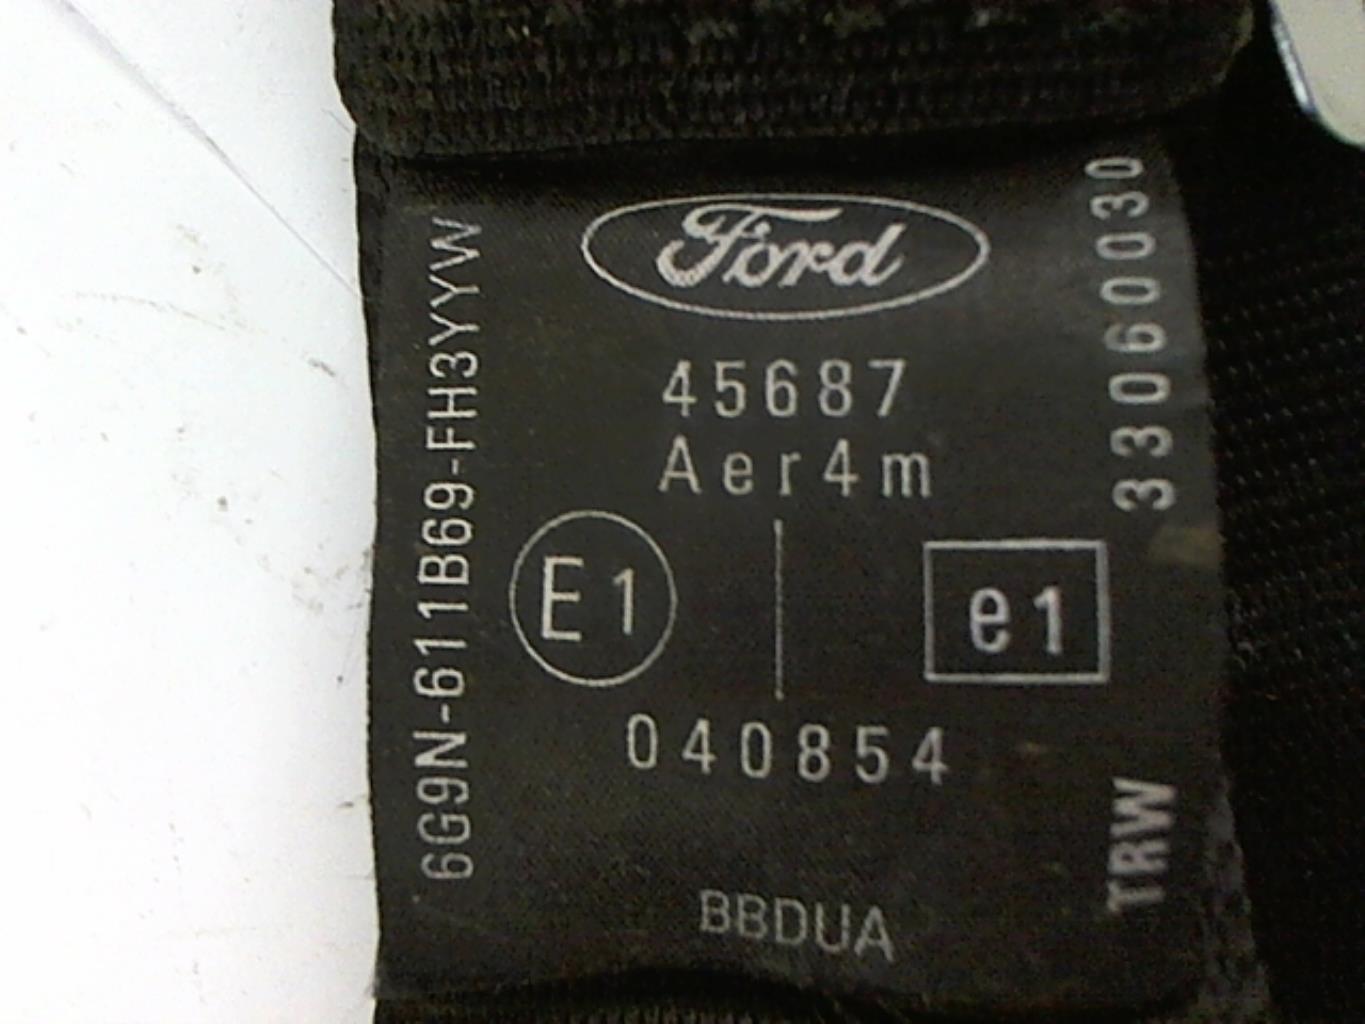 6G9N-611B69-FH3YYW
Ford
45687
Aer4m
E1
e1
040854
BBDUA
33060030
TRW